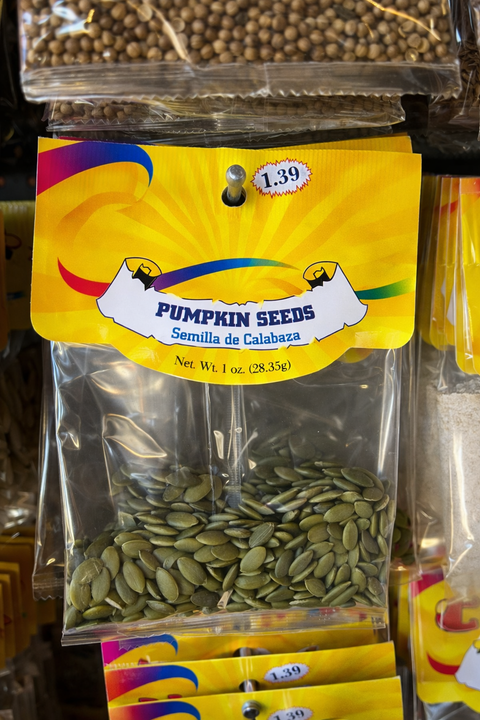 1.39
PUMPKIN SEEDS
Semilla de Calabaza
Net. Wt. 1 oz. (28.35g)
1.39
1.39